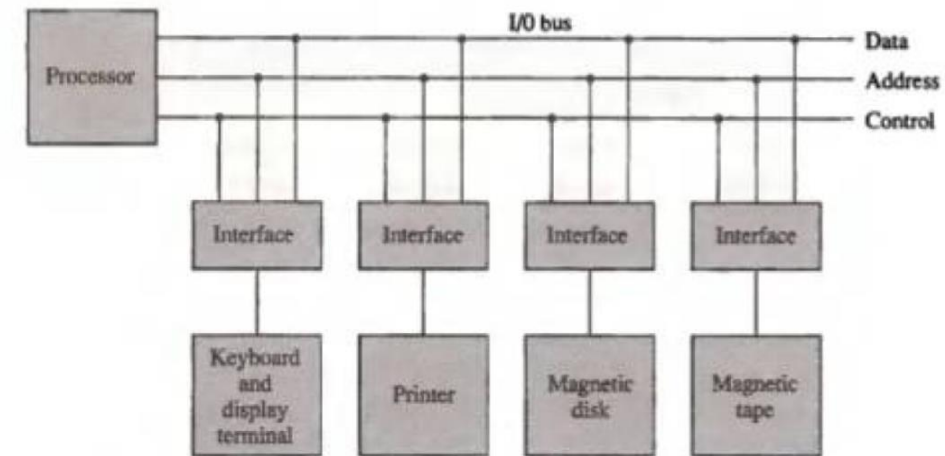 I/0 bus
Data
Processor
Address
Control
Interface
Interface
Interface
Interface
Keyboard
and
display
terminal
Printer
Magnetic
disk
Magnetic
tape